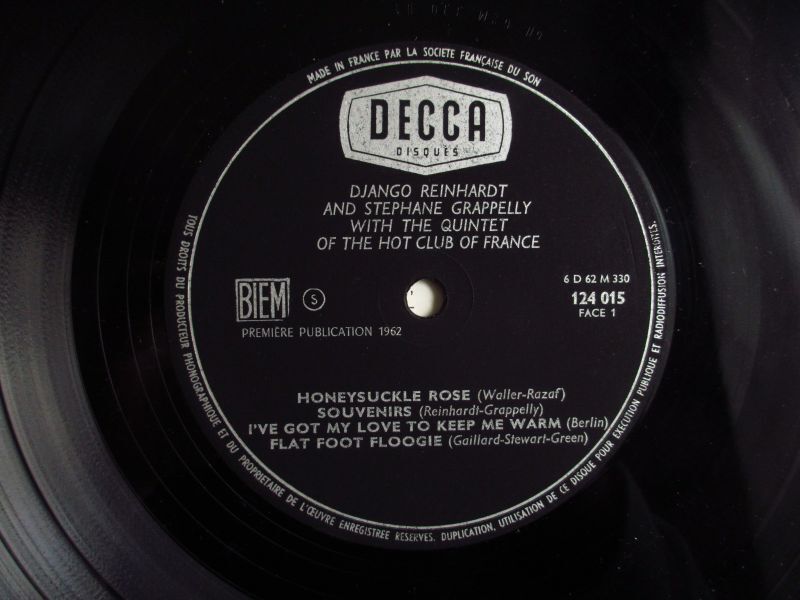 MADE IN FRANCE PAR LA SOCIETE FRANÇAISE DU SON
DECCA
DISQUES
DJANGO REINHARDT
AND STEPHANE GRAPPELLY
WITH THE QUINTET
OF THE HOT CLUB OF FRANCE
BIEM S
PREMIÈRE PUBLICATION 1962
6 D 62 M 330
124 015
FACE 1
HONEYSUCKLE ROSE (Waller-Razaf)
SOUVENIRS (Reinhardt-Grappelly)
I'VE GOT MY LOVE TO KEEP ME WARM (Berlin)
FLAT FOOT FLOOGIE (Gaillard-Stewart-Green)
TOUS DROITS DU PRODUCTEUR PHONOGRAPHIQUE ET DU PROPRIETAIRE DE L'ŒUVRE ENREGISTREE RESERVES. DUPLICATION, UTILISATION DE CE DISQUE POUR EXECUTION PUBLIQUE ET RADIODIFFUSION INTERDITES.